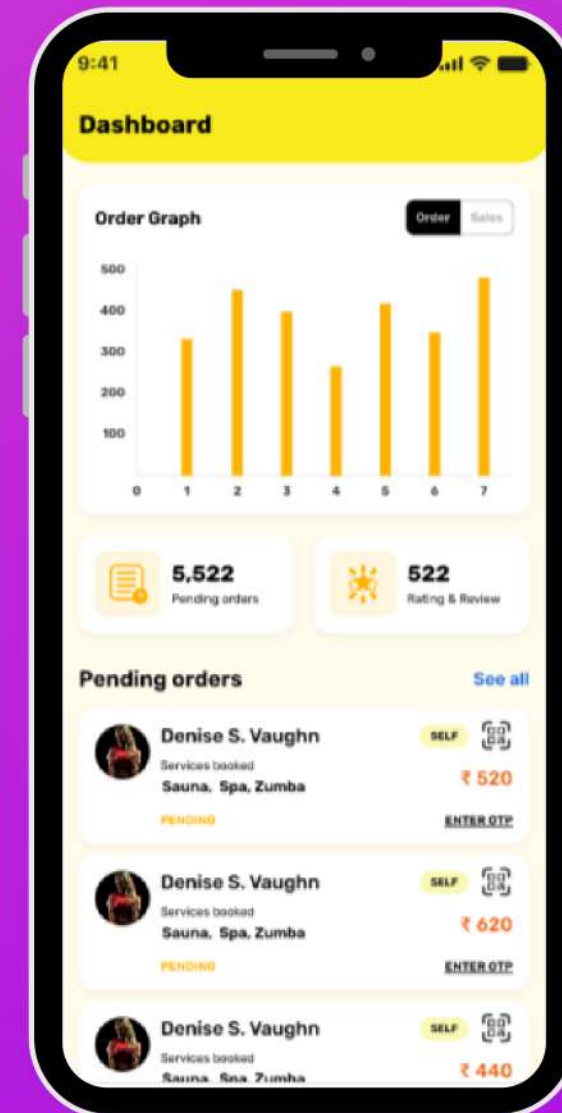 9:41
Dashboard
Order Graph
Order Sales
500
400
300
200
100
0 1 2 3 4 5 6 7
5,522
Pending orders
522
Rating & Review
Pending orders See all
Denise S. Vaughn SELF
Services booked
₹ 520
Sauna, Spa, Zumba
PENDING ENTER OTP
Denise S. Vaughn SELF
Services booked
₹ 620
Sauna, Spa, Zumba
PENDING ENTER OTP
Denise S. Vaughn SELF
Services booked
₹ 440
Sauna, Spa, Zumba